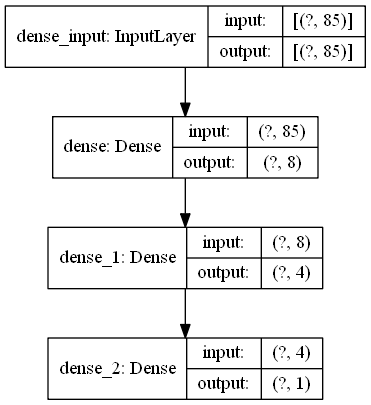 dense_input: InputLayer
input: [(?, 85)]
output: [(?, 85)]
dense: Dense
input: (?, 85)
output: (?, 8)
dense_1: Dense
input: (?, 8)
output: (?, 4)
dense_2: Dense
input: (?, 4)
output: (?, 1)